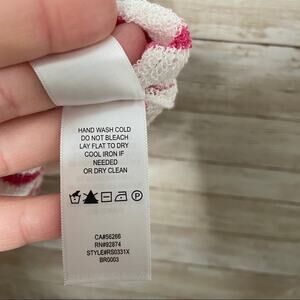 HAND WASH COLD
DO NOT BLEACH
LAY FLAT TO DRY
COOL IRON IF
NEEDED
OR DRY CLEAN
P
CA#56266
RN#92874
STYLE#RS0331X
BR0003